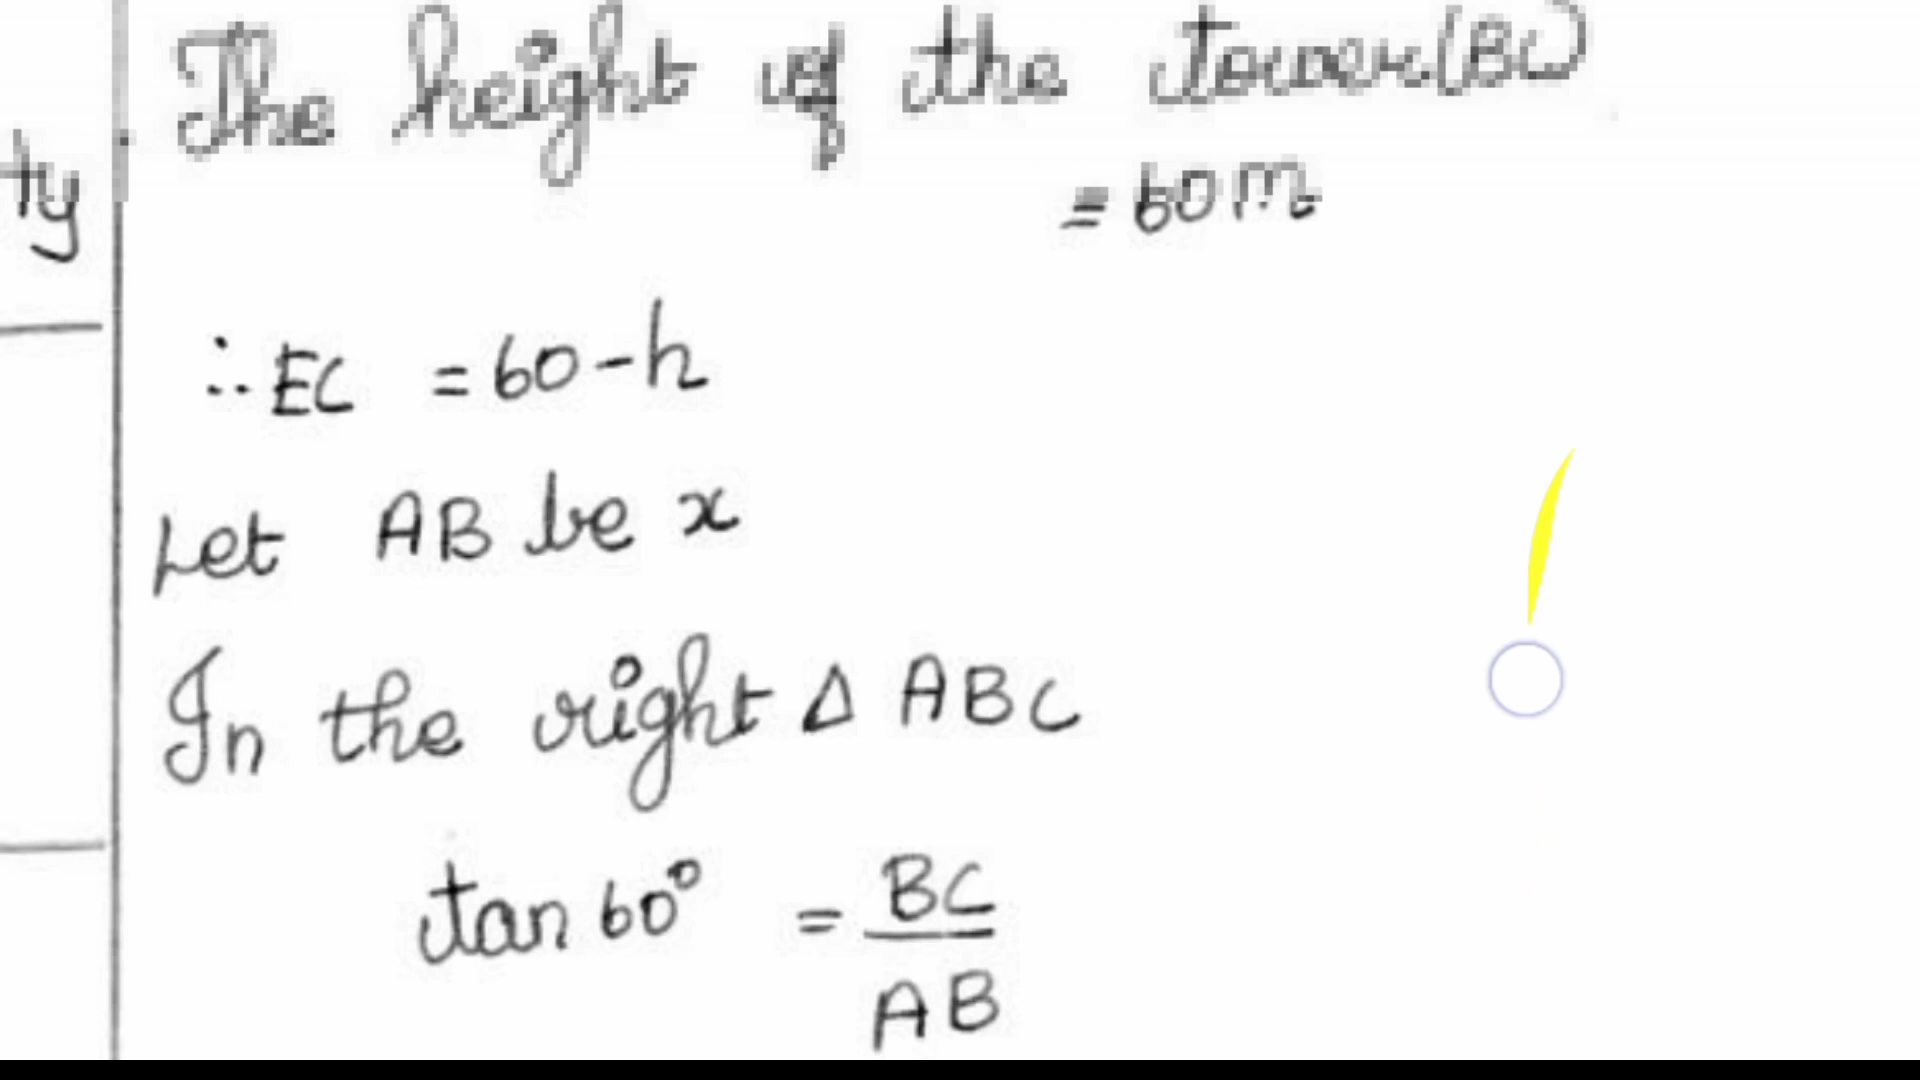 The height of the tower (BC)
= 60m
ty
∴ EC = 60 - h
Let AB be x
In the right Δ ABC
tan 60° = BC
AB